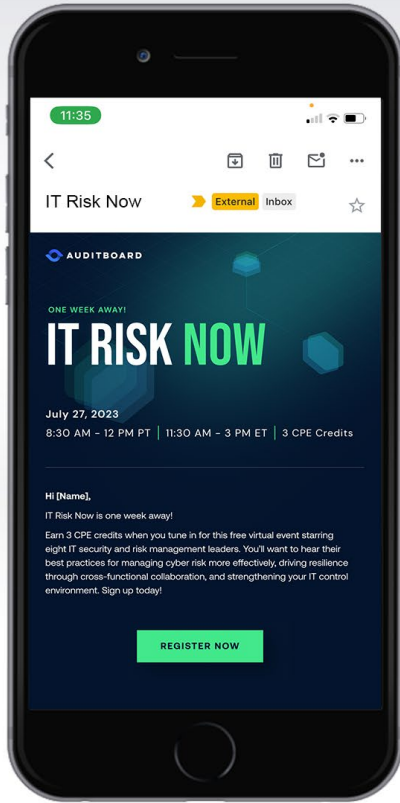 11:35
IT Risk Now External Inbox
AUDITBOARD
ONE WEEK AWAY!
IT RISK NOW
July 27, 2023
8:30 AM – 12 PM PT | 11:30 AM – 3 PM ET | 3 CPE Credits
Hi [Name],
IT Risk Now is one week away!
Earn 3 CPE credits when you tune in for this free virtual event starring
eight IT security and risk management leaders. You'll want to hear their
best practices for managing cyber risk more effectively, driving resilience
through cross-functional collaboration, and strengthening your IT control
environment. Sign up today!
REGISTER NOW